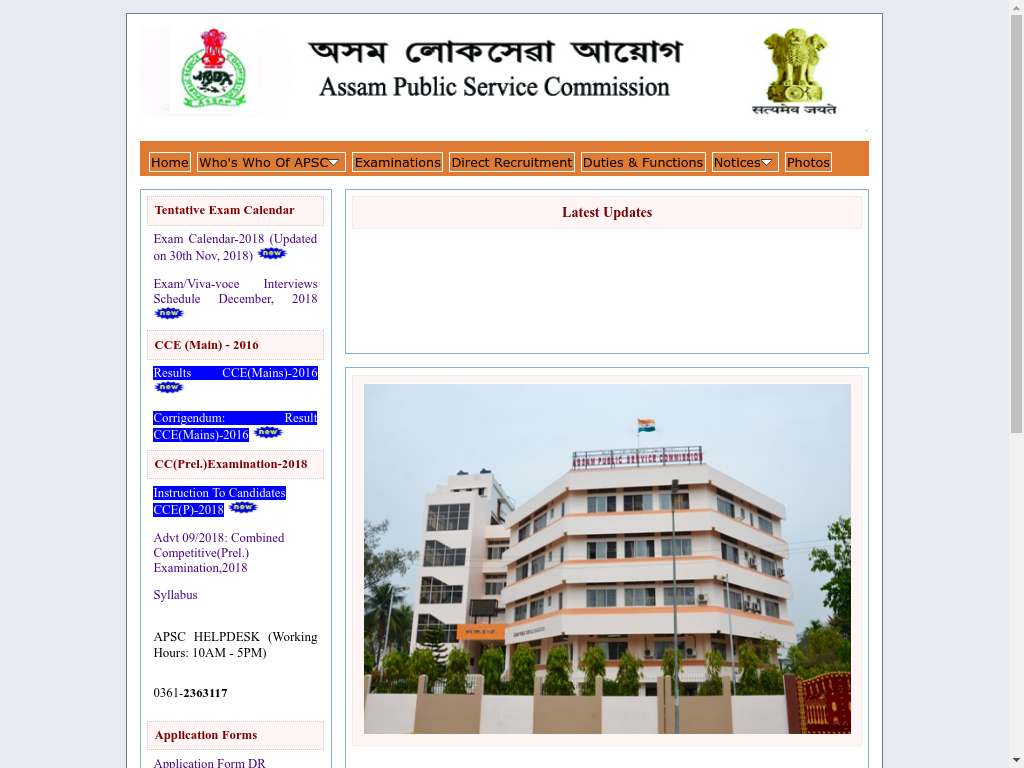 অসম লোকসেৱা আয়োগ
Assam Public Service Commission
ASSAM
सत्यमेव जयते
Home Who's Who Of APSC Examinations Direct Recruitment Duties & Functions Notices Photos
Tentative Exam Calendar
Exam Calendar-2018 (Updated
on 30th Nov, 2018) new
Exam/Viva-voce Interviews
Schedule December, 2018
new
CCE (Main) - 2016
Results CCE(Mains)-2016
new
Corrigendum: Result
CCE(Mains)-2016 new
CC(Prel.)Examination-2018
Instruction To Candidates
CCE(P)-2018 new
Advt 09/2018: Combined
Competitive(Prel.)
Examination,2018
Syllabus
APSC HELPDESK (Working
Hours: 10AM - 5PM)
0361-2363117
Application Forms
Application Form DR
Latest Updates
ASSAM PUBLIC SERVICE COMMISSION